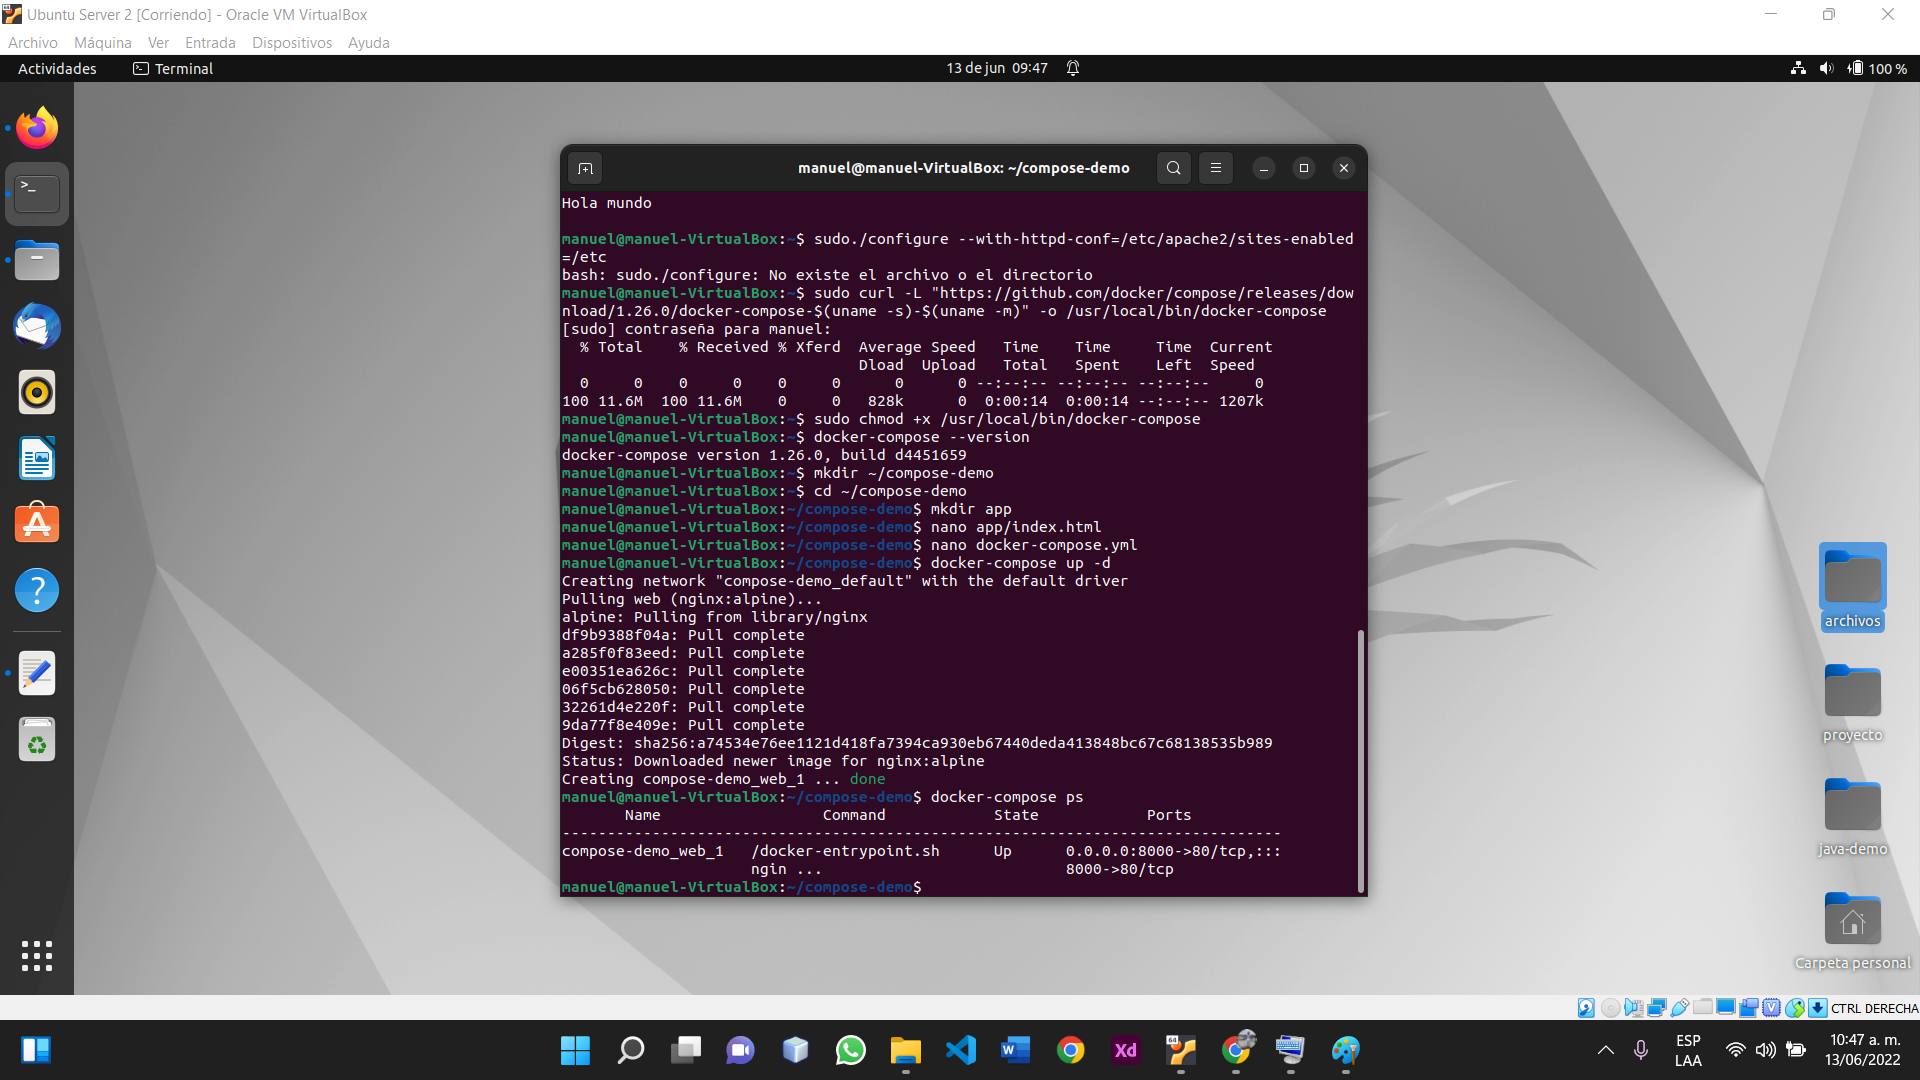 Ubuntu Server 2 [Corriendo] - Oracle VM VirtualBox
Archivo Máquina Ver Entrada Dispositivos Ayuda
Actividades Terminal 13 de jun 09:47 100 %
manuel@manuel-VirtualBox: ~/compose-demo
Hola mundo
manuel@manuel-VirtualBox:~$ sudo./configure --with-httpd-conf=/etc/apache2/sites-enabled
=/etc
bash: sudo./configure: No existe el archivo o el directorio
manuel@manuel-VirtualBox:~$ sudo curl -L "https://github.com/docker/compose/releases/dow
nload/1.26.0/docker-compose-$(uname -s)-$(uname -m)" -o /usr/local/bin/docker-compose
[sudo] contraseña para manuel:
  % Total    % Received % Xferd  Average Speed   Time    Time     Time  Current
                                 Dload  Upload   Total   Spent    Left  Speed
  0     0    0     0    0     0      0      0 --:--:-- --:--:-- --:--:--     0
100 11.6M  100 11.6M    0     0   828k      0  0:00:14  0:00:14 --:--:-- 1207k
manuel@manuel-VirtualBox:~$ sudo chmod +x /usr/local/bin/docker-compose
manuel@manuel-VirtualBox:~$ docker-compose --version
docker-compose version 1.26.0, build d4451659
manuel@manuel-VirtualBox:~$ mkdir ~/compose-demo
manuel@manuel-VirtualBox:~$ cd ~/compose-demo
manuel@manuel-VirtualBox:~/compose-demo$ mkdir app
manuel@manuel-VirtualBox:~/compose-demo$ nano app/index.html
manuel@manuel-VirtualBox:~/compose-demo$ nano docker-compose.yml
manuel@manuel-VirtualBox:~/compose-demo$ docker-compose up -d
Creating network "compose-demo_default" with the default driver
Pulling web (nginx:alpine)...
alpine: Pulling from library/nginx
df9b9388f04a: Pull complete
a285f0f83eed: Pull complete
e00351ea626c: Pull complete
06f5cb628050: Pull complete
32261d4e220f: Pull complete
9da77f8e409e: Pull complete
Digest: sha256:a74534e76ee1121d418fa7394ca930eb67440deda413848bc67c68138535b989
Status: Downloaded newer image for nginx:alpine
Creating compose-demo_web_1 ... done
manuel@manuel-VirtualBox:~/compose-demo$ docker-compose ps
       Name                  Command            State            Ports
--------------------------------------------------------------------------------
compose-demo_web_1   /docker-entrypoint.sh      Up      0.0.0.0:8000->80/tcp,:::
                     ngin ...                           8000->80/tcp
manuel@manuel-VirtualBox:~/compose-demo$
archivos
proyecto
java-demo
Carpeta personal
CTRL DERECHA
W
Xd
64
ESP
LAA
10:47 a. m.
13/06/2022